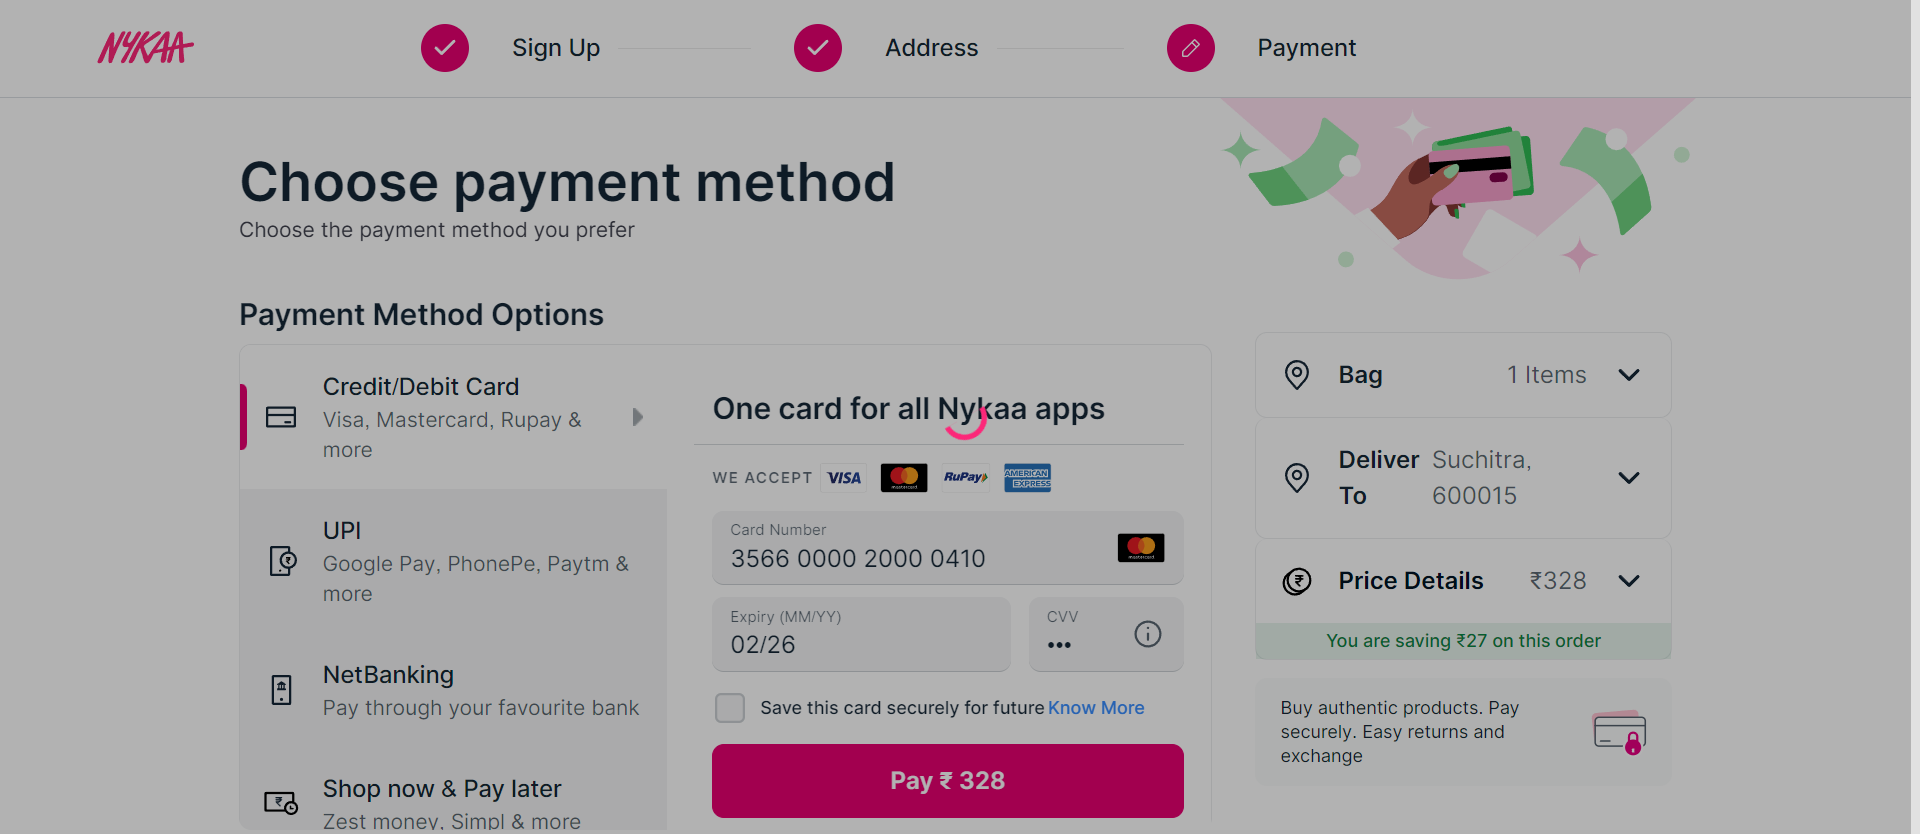 NYKAA
Sign Up
Address
Payment
Choose payment method
Choose the payment method you prefer
Payment Method Options
Credit/Debit Card
Visa, Mastercard, Rupay &
more
UPI
Google Pay, PhonePe, Paytm &
more
NetBanking
Pay through your favourite bank
Shop now & Pay later
Zest money, Simpl & more
One card for all Nykaa apps
WE ACCEPT VISA mastercard RuPay AMERICAN EXPRESS
Card Number
3566 0000 2000 0410
mastercard
Expiry (MM/YY)
02/26
CVV
•••
Save this card securely for future Know More
Pay ₹ 328
Bag 1 Items
Deliver To Suchitra, 600015
Price Details ₹328
You are saving ₹27 on this order
Buy authentic products. Pay
securely. Easy returns and
exchange